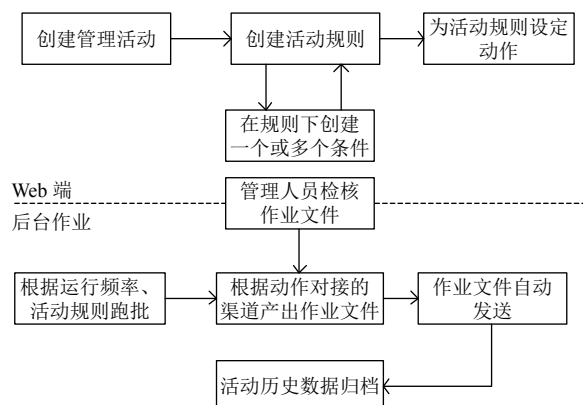 创建管理活动
创建活动规则
为活动规则设定
动作
在规则下创建
一个或多个条件
Web 端
管理人员检核
作业文件
后台作业
根据运行频率、
活动规则跑批
根据动作对接的
渠道产出作业文件
作业文件自动
发送
活动历史数据归档